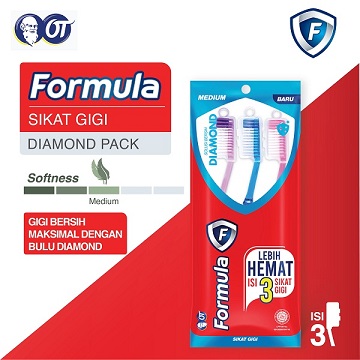 OT
F
Formula
SIKAT GIGI
DIAMOND PACK
Softness
Medium
GIGI BERSIH
MAKSIMAL DENGAN
BULU DIAMOND
MEDIUM
BARU
DIAMOND
F
Formula
LEBIH
HEMAT
ISI 3 SIKAT
GIGI
OT
SIKAT GIGI
ISI
3